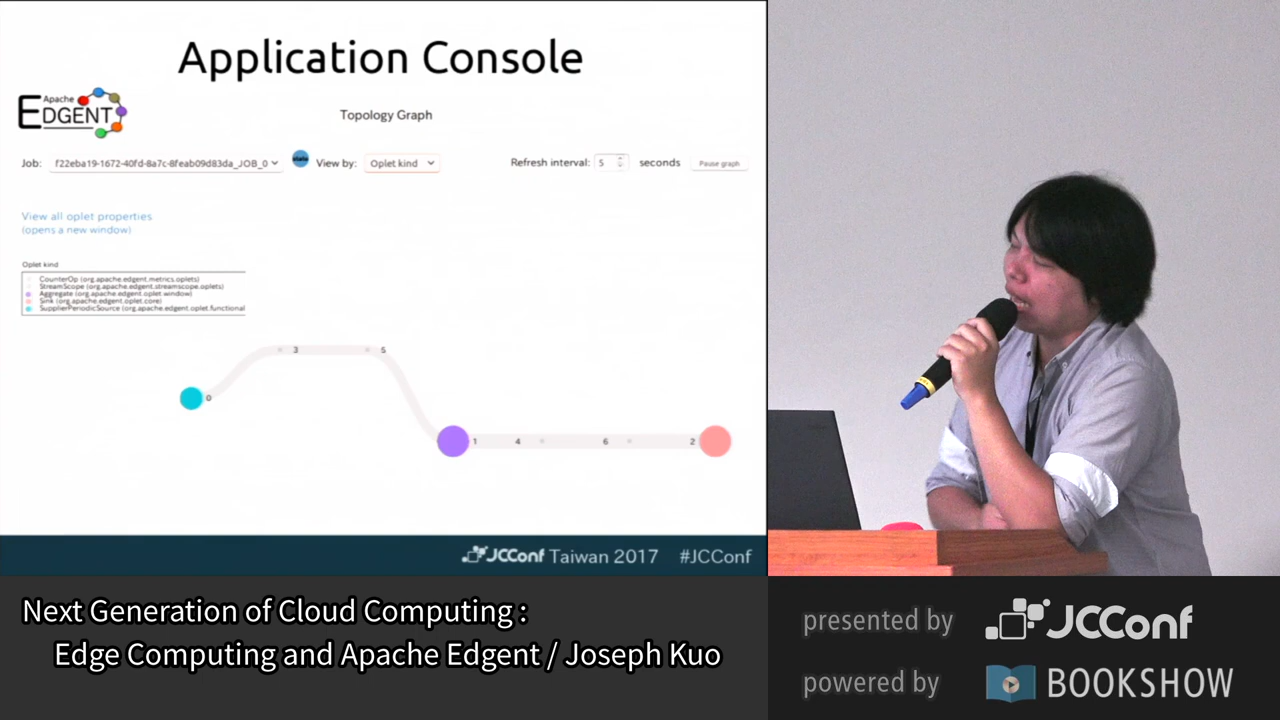 Application Console
Apache
EDGENT
Topology Graph
Job: f22eba19-1672-40fd-8a7c-8feab09d83da_JOB_0 View by: Oplet kind Refresh interval: 5 seconds Pause graph
View all oplet properties
(opens a new window)
Oplet kind
CounterOp (org.apache.edgent.metrics.oplets)
StreamScope (org.apache.edgent.streamscope.oplets)
Aggregate (org.apache.edgent.oplet.window)
Sink (org.apache.edgent.oplet.core)
SupplierPeriodicSource (org.apache.edgent.oplet.functional
3 5
0
1 4 6 2
JCConf Taiwan 2017 #JCConf
Next Generation of Cloud Computing :
Edge Computing and Apache Edgent / Joseph Kuo
presented by JCConf
powered by BOOKSHOW